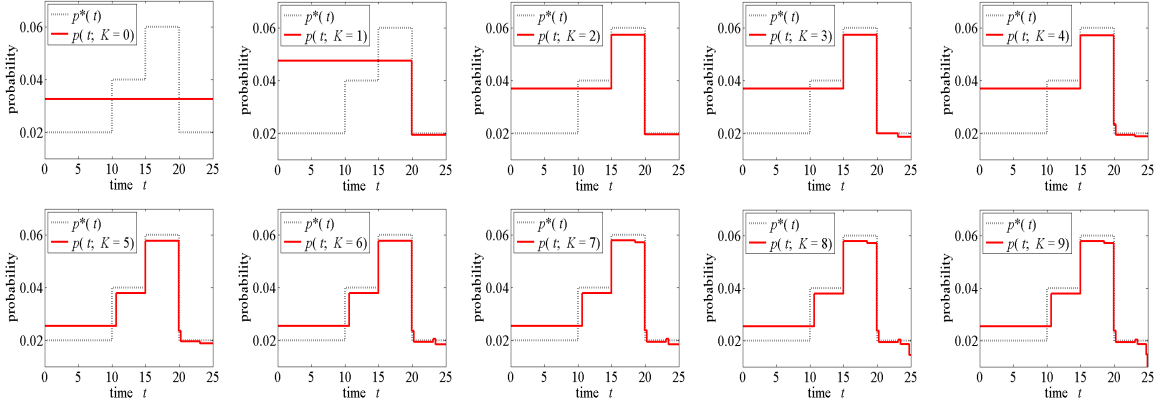 p*( t)
p( t; K = 0)
0.06
0.04
0.02
probability
0 5 10 15 20 25
time t
p*( t)
p( t; K = 1)
0.06
0.04
0.02
probability
0 5 10 15 20 25
time t
p*( t)
p( t; K = 2)
0.06
0.04
0.02
probability
0 5 10 15 20 25
time t
p*( t)
p( t; K = 3)
0.06
0.04
0.02
probability
0 5 10 15 20 25
time t
p*( t)
p( t; K = 4)
0.06
0.04
0.02
probability
0 5 10 15 20 25
time t
p*( t)
p( t; K = 5)
0.06
0.04
0.02
probability
0 5 10 15 20 25
time t
p*( t)
p( t; K = 6)
0.06
0.04
0.02
probability
0 5 10 15 20 25
time t
p*( t)
p( t; K = 7)
0.06
0.04
0.02
probability
0 5 10 15 20 25
time t
p*( t)
p( t; K = 8)
0.06
0.04
0.02
probability
0 5 10 15 20 25
time t
p*( t)
p( t; K = 9)
0.06
0.04
0.02
probability
0 5 10 15 20 25
time t